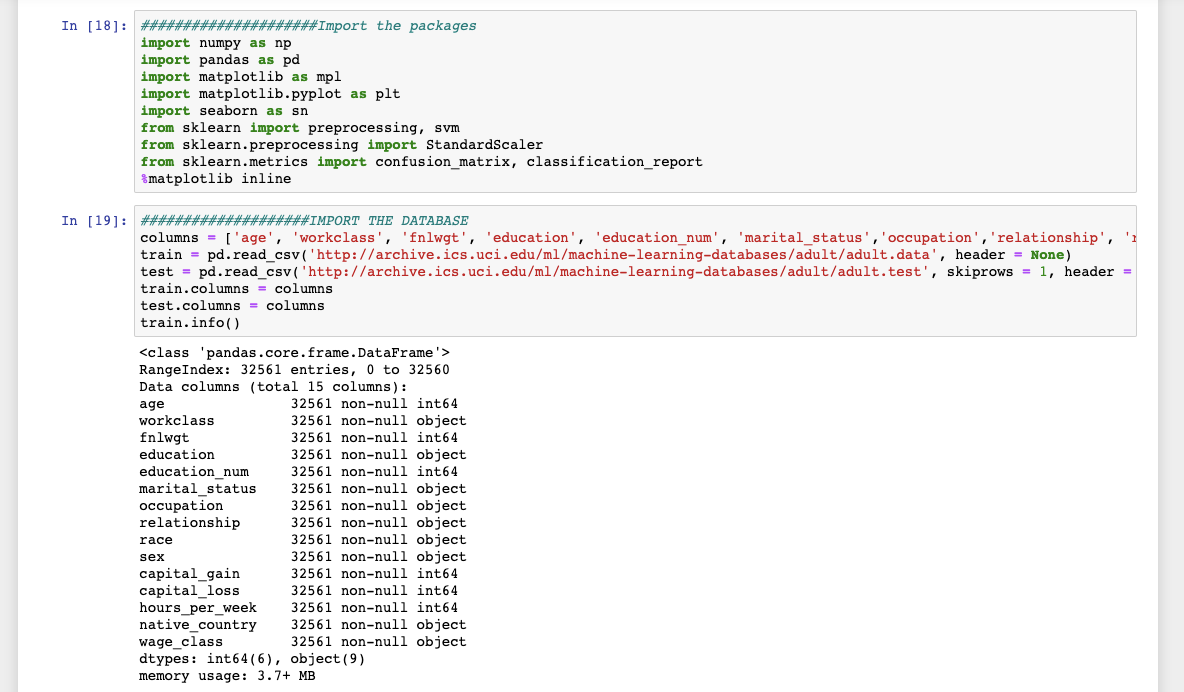 In [18]: #####################Import the packages
import numpy as np
import pandas as pd
import matplotlib as mpl
import matplotlib.pyplot as plt
import seaborn as sn
from sklearn import preprocessing, svm
from sklearn.preprocessing import StandardScaler
from sklearn.metrics import confusion_matrix, classification_report
%matplotlib inline
In [19]: ####################IMPORT THE DATABASE
columns = ['age', 'workclass', 'fnlwgt', 'education', 'education_num', 'marital_status','occupation','relationship', '
train = pd.read_csv('http://archive.ics.uci.edu/ml/machine-learning-databases/adult/adult.data', header = None)
test = pd.read_csv('http://archive.ics.uci.edu/ml/machine-learning-databases/adult/adult.test', skiprows = 1, header =
train.columns = columns
test.columns = columns
train.info()
<class 'pandas.core.frame.DataFrame'>
RangeIndex: 32561 entries, 0 to 32560
Data columns (total 15 columns):
age 32561 non-null int64
workclass 32561 non-null object
fnlwgt 32561 non-null int64
education 32561 non-null object
education_num 32561 non-null int64
marital_status 32561 non-null object
occupation 32561 non-null object
relationship 32561 non-null object
race 32561 non-null object
sex 32561 non-null object
capital_gain 32561 non-null int64
capital_loss 32561 non-null int64
hours_per_week 32561 non-null int64
native_country 32561 non-null object
wage_class 32561 non-null object
dtypes: int64(6), object(9)
memory usage: 3.7+ MB